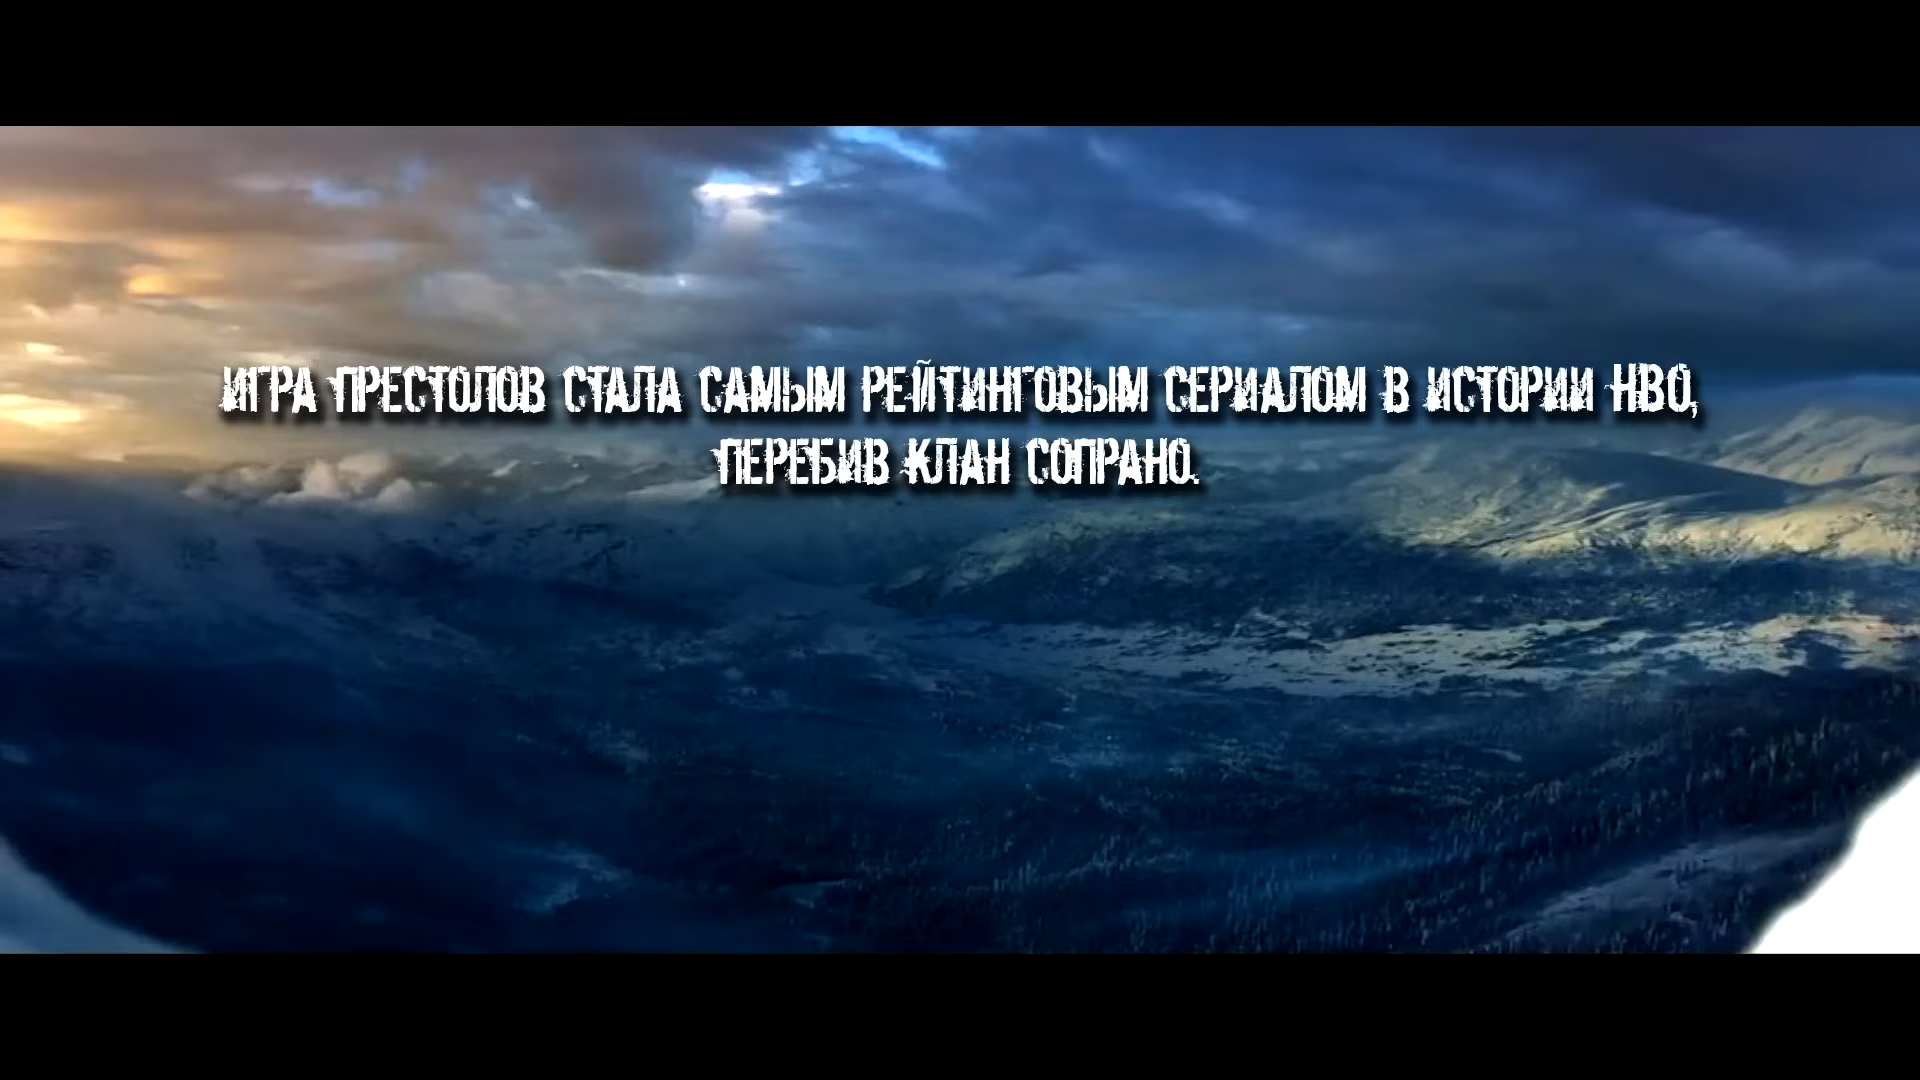 ИГРА ПРЕСТОЛОВ СТАЛА САМЫМ РЕЙТИНГОВЫМ СЕРИАЛОМ В ИСТОРИИ HBO,
ПЕРЕБИВ КЛАН СОПРАНО.